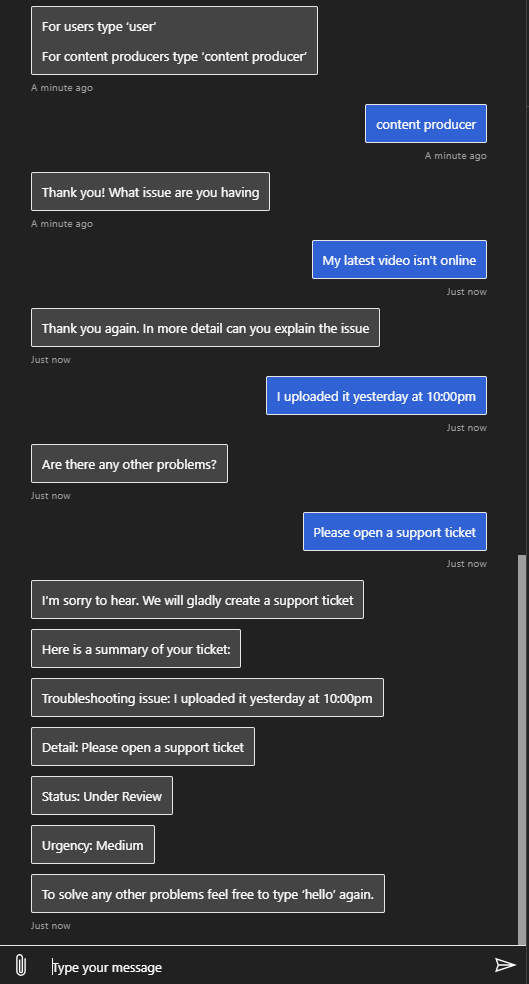 For users type ‘user’
For content producers type ‘content producer’
A minute ago
content producer
A minute ago
Thank you! What issue are you having
A minute ago
My latest video isn't online
Just now
Thank you again. In more detail can you explain the issue
Just now
I uploaded it yesterday at 10:00pm
Just now
Are there any other problems?
Just now
Please open a support ticket
Just now
I’m sorry to hear. We will gladly create a support ticket
Here is a summary of your ticket:
Troubleshooting issue: I uploaded it yesterday at 10:00pm
Detail: Please open a support ticket
Status: Under Review
Urgency: Medium
To solve any other problems feel free to type ‘hello’ again.
Just now
Type your message